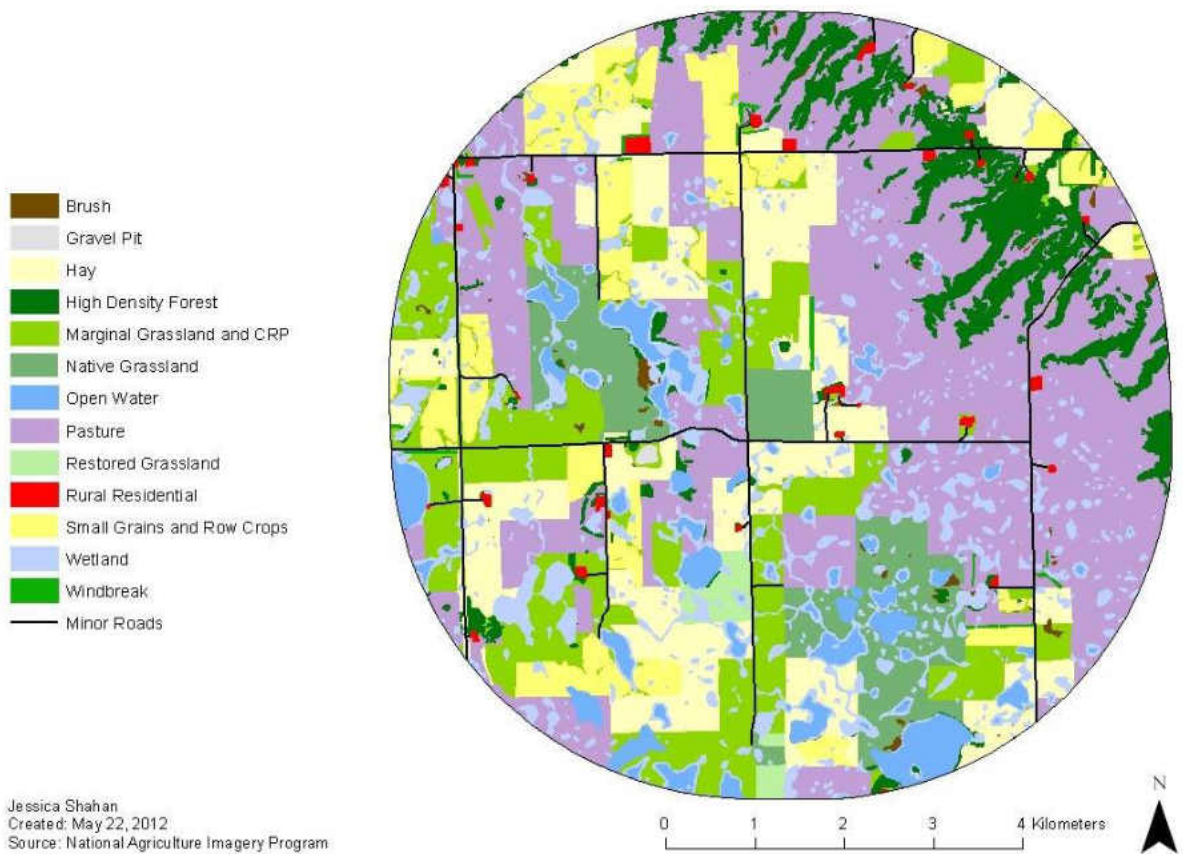 Brush
Gravel Pit
Hay
High Density Forest
Marginal Grassland and CRP
Native Grassland
Open Water
Pasture
Restored Grassland
Rural Residential
Small Grains and Row Crops
Wetland
Windbreak
Minor Roads
Jessica Shahan
Created: May 22, 2012
Source: National Agriculture Imagery Program
0 1 2 3 4 Kilometers
N